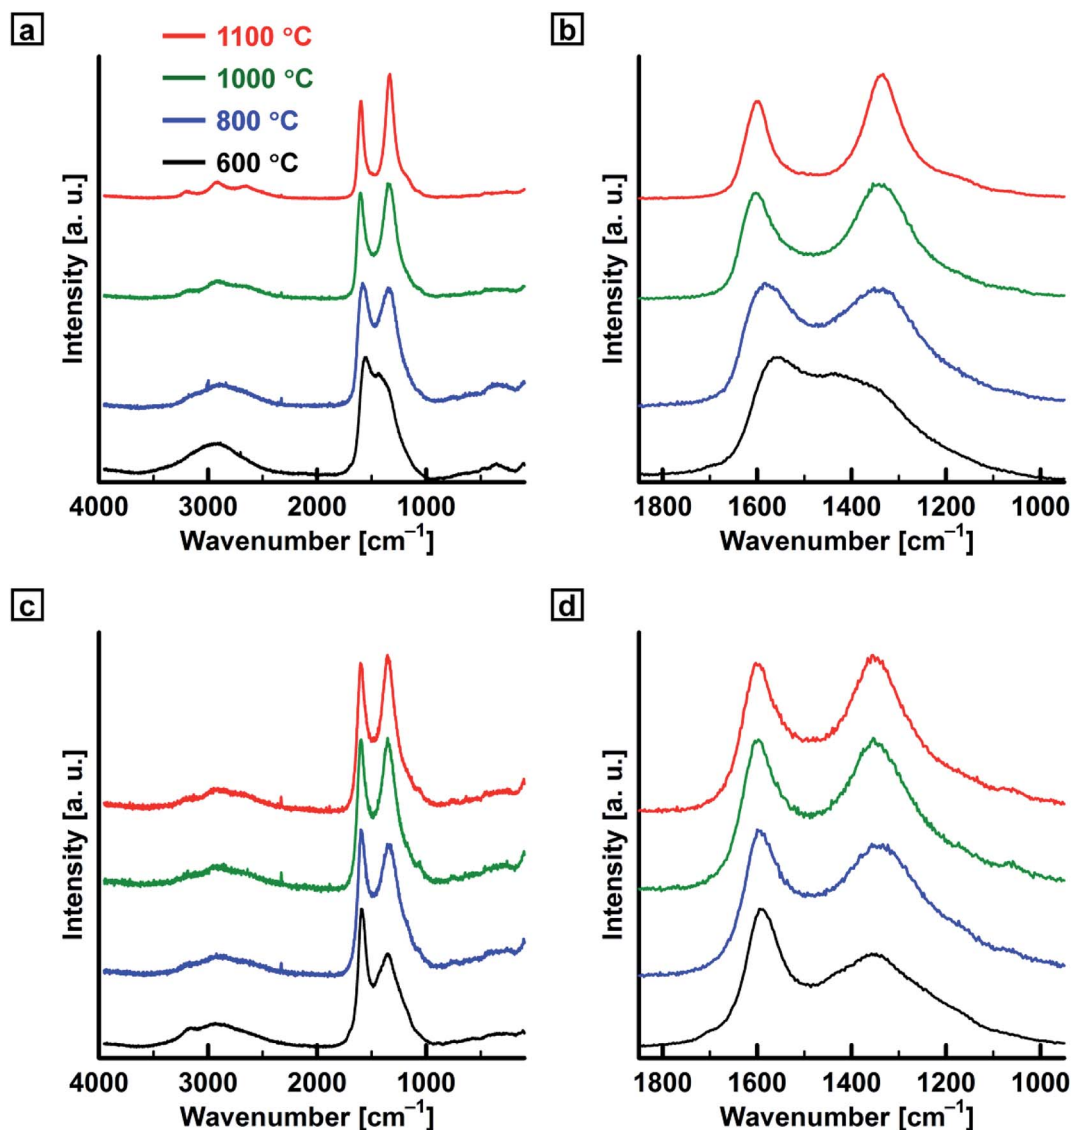 a
1100 °C
1000 °C
800 °C
600 °C
Intensity [a. u.]
4000 3000 2000 1000
Wavenumber [cm⁻¹]
b
Intensity [a. u.]
1800 1600 1400 1200 1000
Wavenumber [cm⁻¹]
c
Intensity [a. u.]
4000 3000 2000 1000
Wavenumber [cm⁻¹]
d
Intensity [a. u.]
1800 1600 1400 1200 1000
Wavenumber [cm⁻¹]